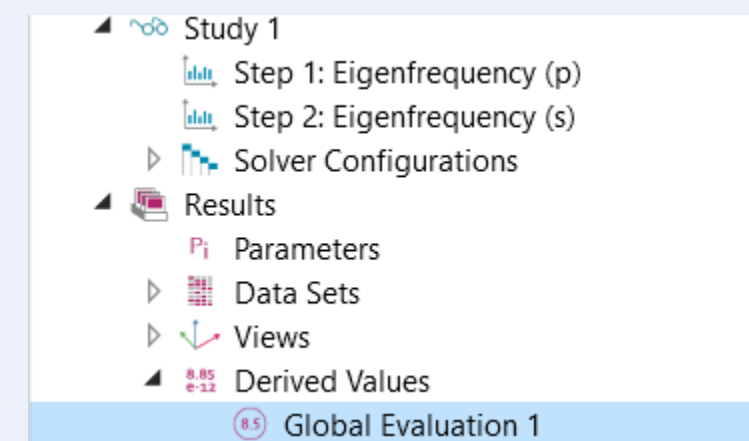 Study 1
Step 1: Eigenfrequency (p)
Step 2: Eigenfrequency (s)
Solver Configurations
Results
Pi Parameters
Data Sets
Views
8.85
e-12 Derived Values
8.5 Global Evaluation 1